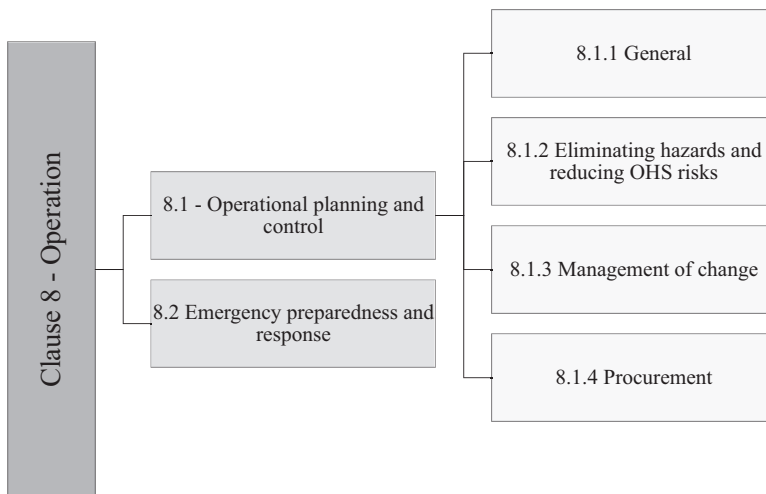 Clause 8 - Operation
8.1 - Operational planning and
control
8.2 Emergency preparedness and
response
8.1.1 General
8.1.2 Eliminating hazards and
reducing OHS risks
8.1.3 Management of change
8.1.4 Procurement